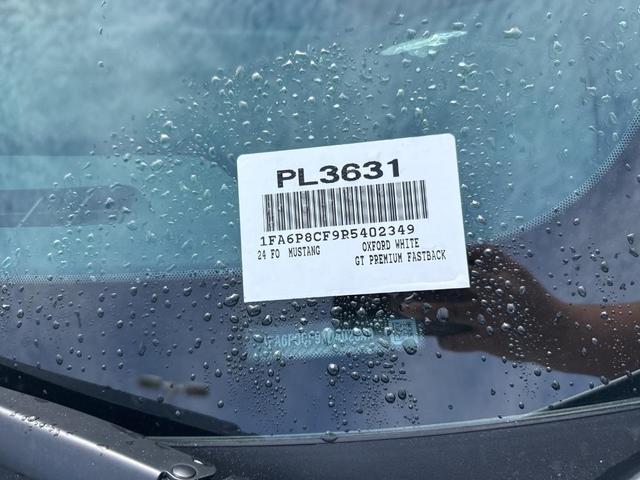 PL3631
1FA6P8CF9R5402349
24 FO MUSTANG OXFORD WHITE
GT PREMIUM FASTBACK